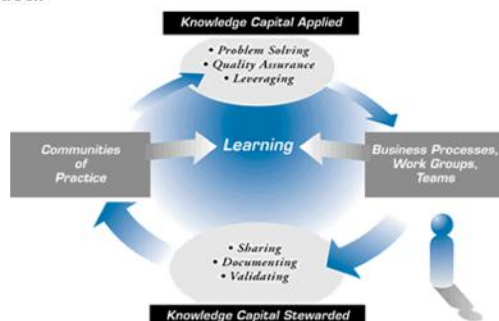 Knowledge Capital Applied
• Problem Solving
• Quality Assurance
• Leveraging
Communities
of
Practice
Learning
Business Processes,
Work Groups,
Teams
• Sharing
• Documenting
• Validating
Knowledge Capital Stewarded